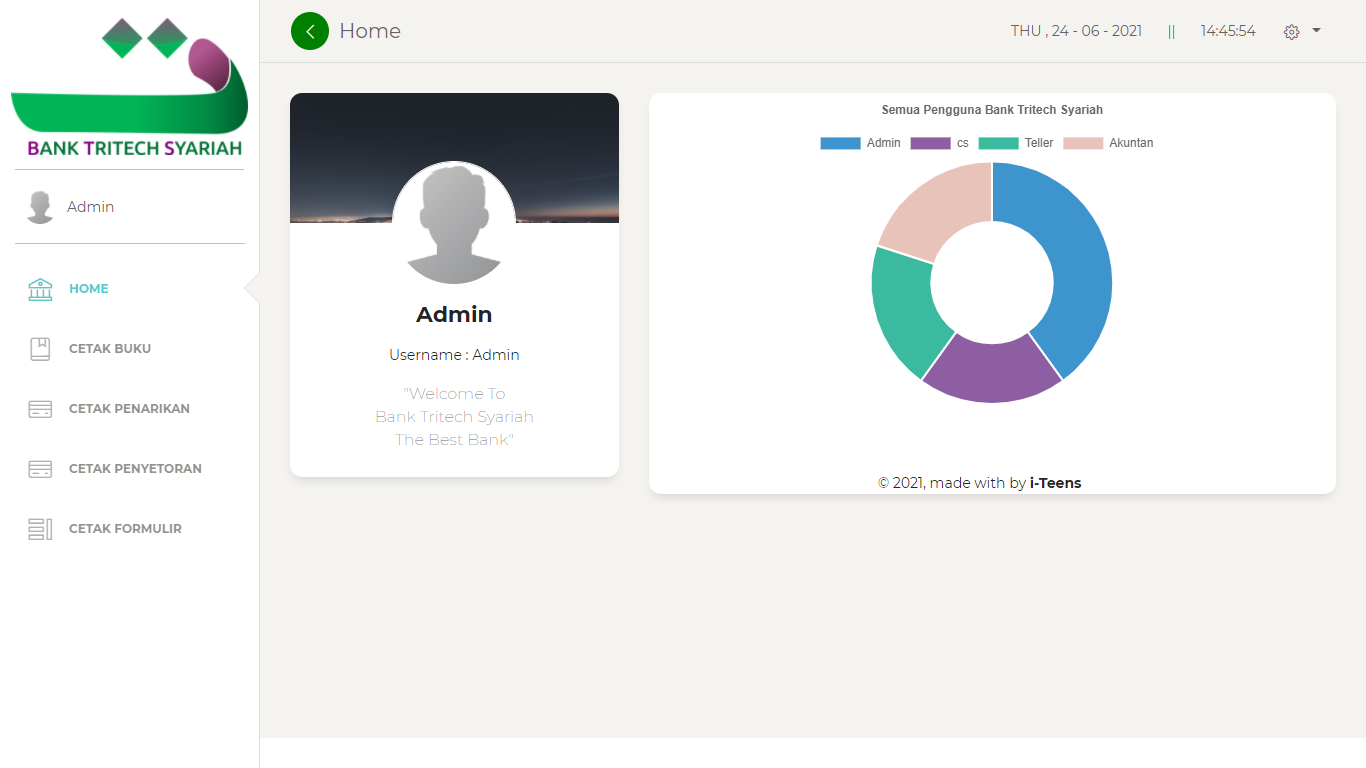 BANK TRITECH SYARIAH
Admin
HOME
CETAK BUKU
CETAK PENARIKAN
CETAK PENYETORAN
CETAK FORMULIR
Home
THU , 24 - 06 - 2021 || 14:45:54
Admin
Username : Admin
"Welcome To
Bank Tritech Syariah
The Best Bank"
Semua Pengguna Bank Tritech Syariah
Admin cs Teller Akuntan
© 2021, made with by i-Teens